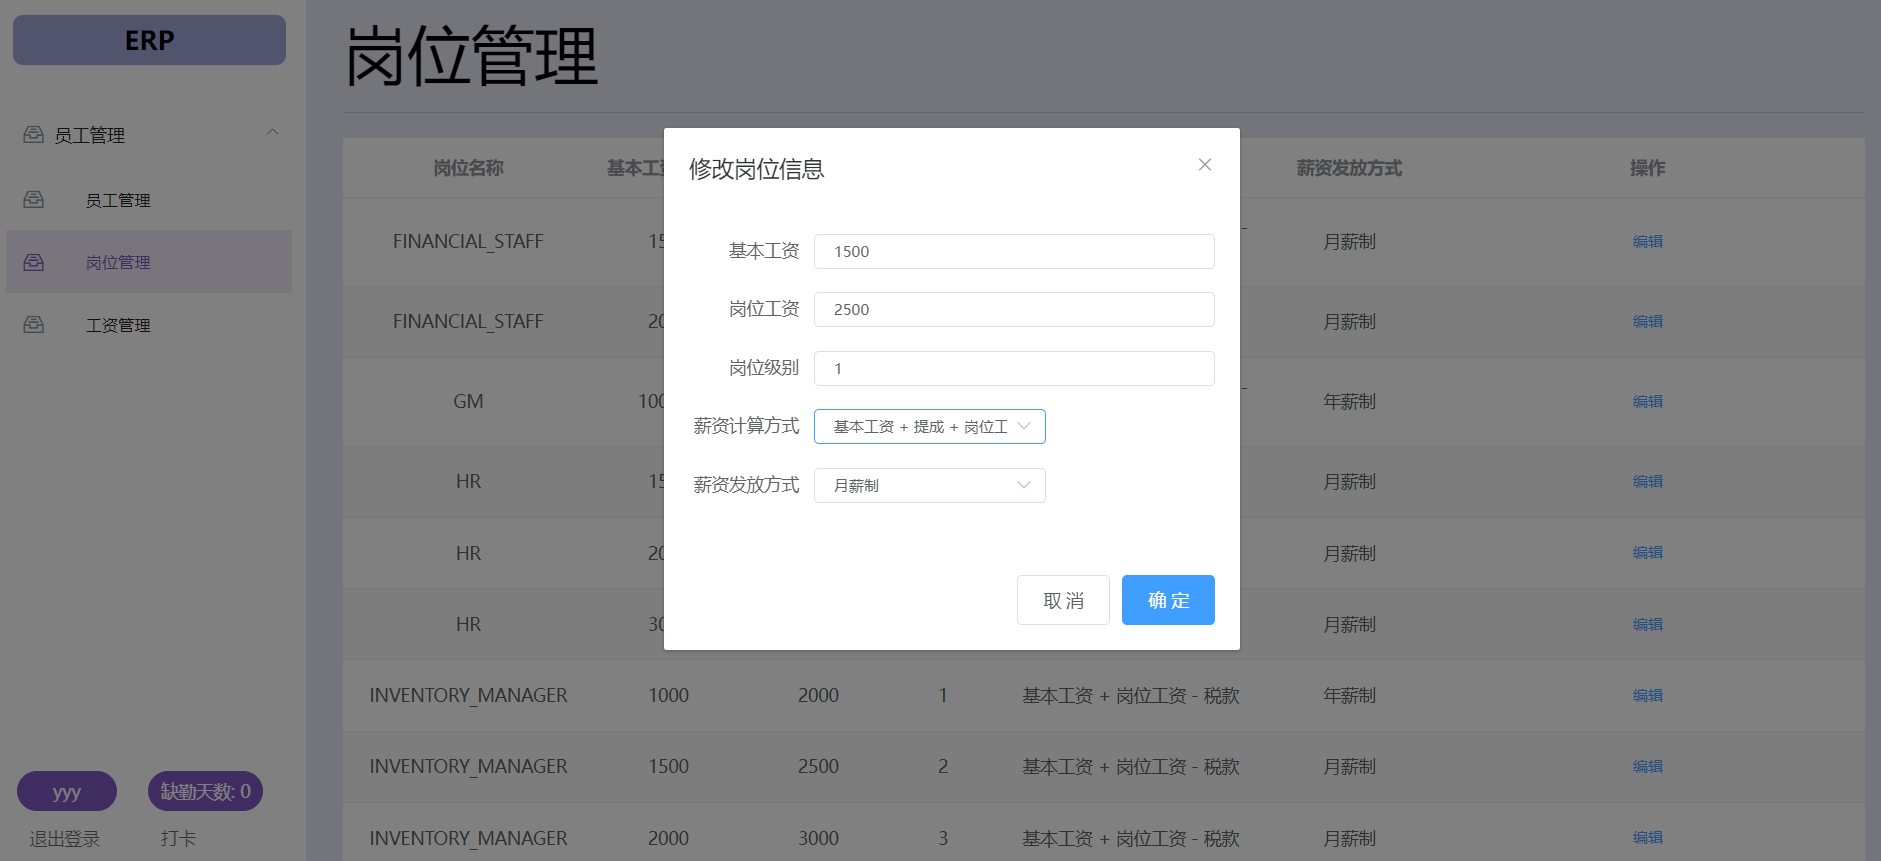 ERP
员工管理
员工管理
岗位管理
工资管理
yyy
缺勤天数: 0
退出登录
打卡
岗位管理
岗位名称 基本工资 薪资发放方式 操作
FINANCIAL_STAFF 15 - 月薪制 编辑
FINANCIAL_STAFF 20 月薪制 编辑
GM 100 - 年薪制 编辑
HR 15 月薪制 编辑
HR 20 月薪制 编辑
HR 30 月薪制 编辑
INVENTORY_MANAGER 1000 2000 1 基本工资 + 岗位工资 - 税款 年薪制 编辑
INVENTORY_MANAGER 1500 2500 2 基本工资 + 岗位工资 - 税款 月薪制 编辑
INVENTORY_MANAGER 2000 3000 3 基本工资 + 岗位工资 - 税款 月薪制 编辑
修改岗位信息
基本工资 1500
岗位工资 2500
岗位级别 1
薪资计算方式 基本工资 + 提成 + 岗位工
薪资发放方式 月薪制
取 消 确 定